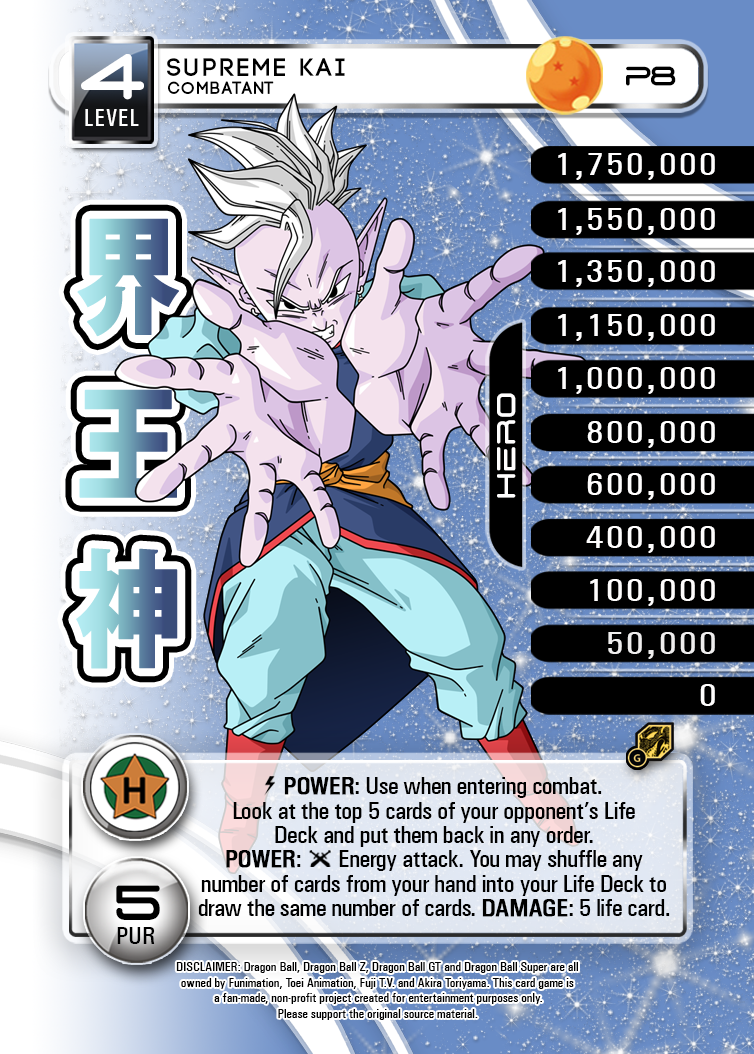 4
LEVEL
SUPREME KAI
COMBATANT
P8
1,750,000
1,550,000
1,350,000
1,150,000
1,000,000
800,000
600,000
400,000
100,000
50,000
0
HERO
界
王
神
G
H
5
PUR
POWER: Use when entering combat.
Look at the top 5 cards of your opponent's Life
Deck and put them back in any order.
POWER: Energy attack. You may shuffle any
number of cards from your hand into your Life Deck to
draw the same number of cards. DAMAGE: 5 life card.
DISCLAIMER: Dragon Ball, Dragon Ball Z, Dragon Ball GT and Dragon Ball Super are all
owned by Funimation, Toei Animation, Fuji T.V. and Akira Toriyama. This card game is
a fan-made, non-profit project created for entertainment purposes only.
Please support the original source material.